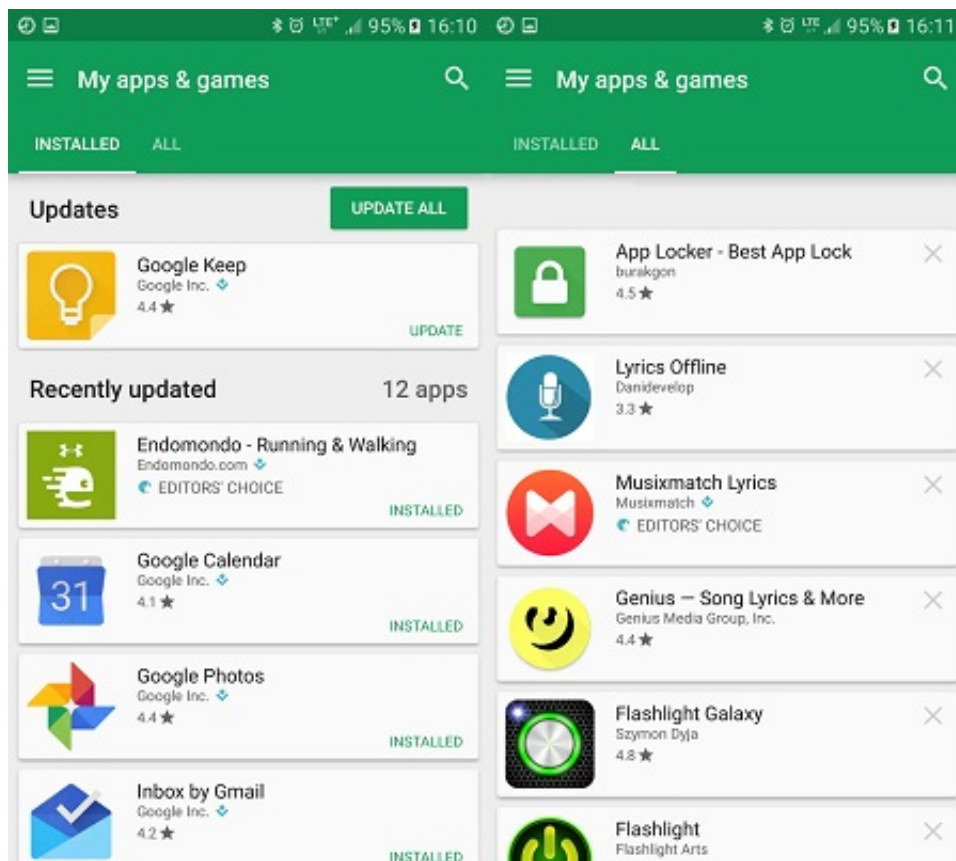 LTE+ 95% 16:10
My apps & games
INSTALLED ALL
Updates UPDATE ALL
Google Keep
Google Inc.
4.4
UPDATE
Recently updated 12 apps
Endomondo - Running & Walking
Endomondo.com
EDITORS' CHOICE
INSTALLED
31
Google Calendar
Google Inc.
4.1
INSTALLED
Google Photos
Google Inc.
4.4
INSTALLED
Inbox by Gmail
Google Inc.
4.2
INSTALLED
LTE 95% 16:11
My apps & games
INSTALLED ALL
App Locker - Best App Lock
burakgon
4.5
Lyrics Offline
Danidevelop
3.3
Musixmatch Lyrics
Musixmatch
EDITORS' CHOICE
Genius — Song Lyrics & More
Genius Media Group, Inc.
4.4
Flashlight Galaxy
Szymon Dyja
4.8
Flashlight
Flashlight Arts